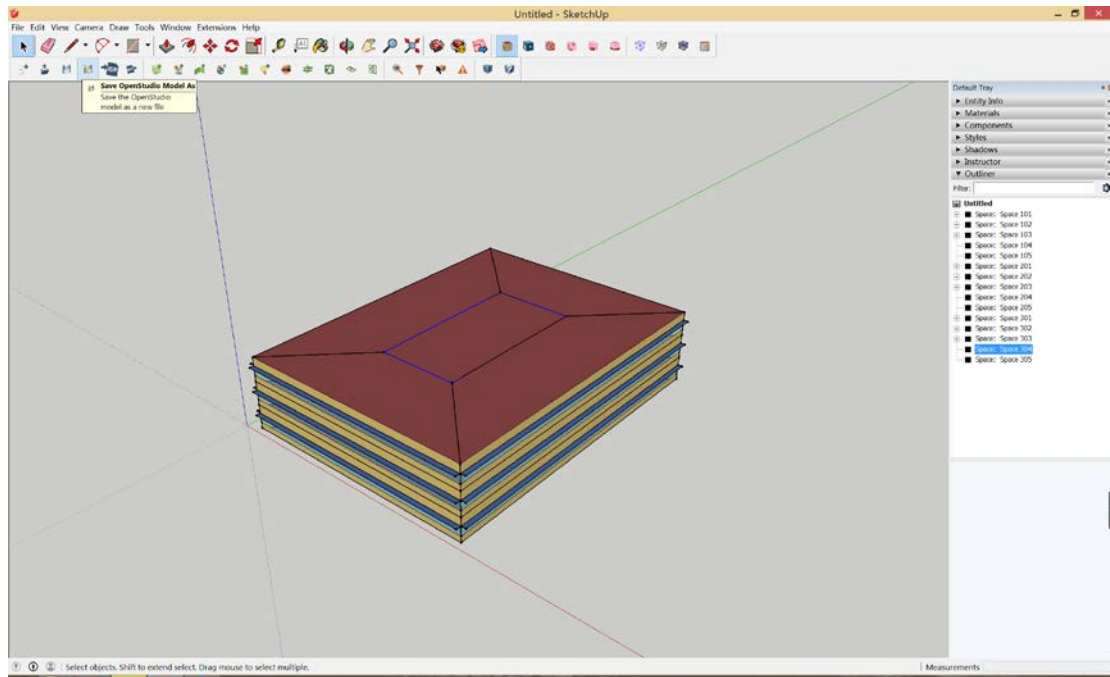 Untitled - SketchUp
File Edit View Camera Draw Tools Window Extensions Help
Save OpenStudio Model As
Save the OpenStudio
model as a new file
Default Tray
Entity Info
Materials
Components
Styles
Shadows
Instructor
Outliner
Filter:
Untitled
Space: Space 101
Space: Space 102
Space: Space 103
Space: Space 104
Space: Space 105
Space: Space 201
Space: Space 202
Space: Space 203
Space: Space 204
Space: Space 205
Space: Space 301
Space: Space 302
Space: Space 303
Space: Space 304
Space: Space 305
Select objects. Shift to extend select. Drag mouse to select multiple.
Measurements